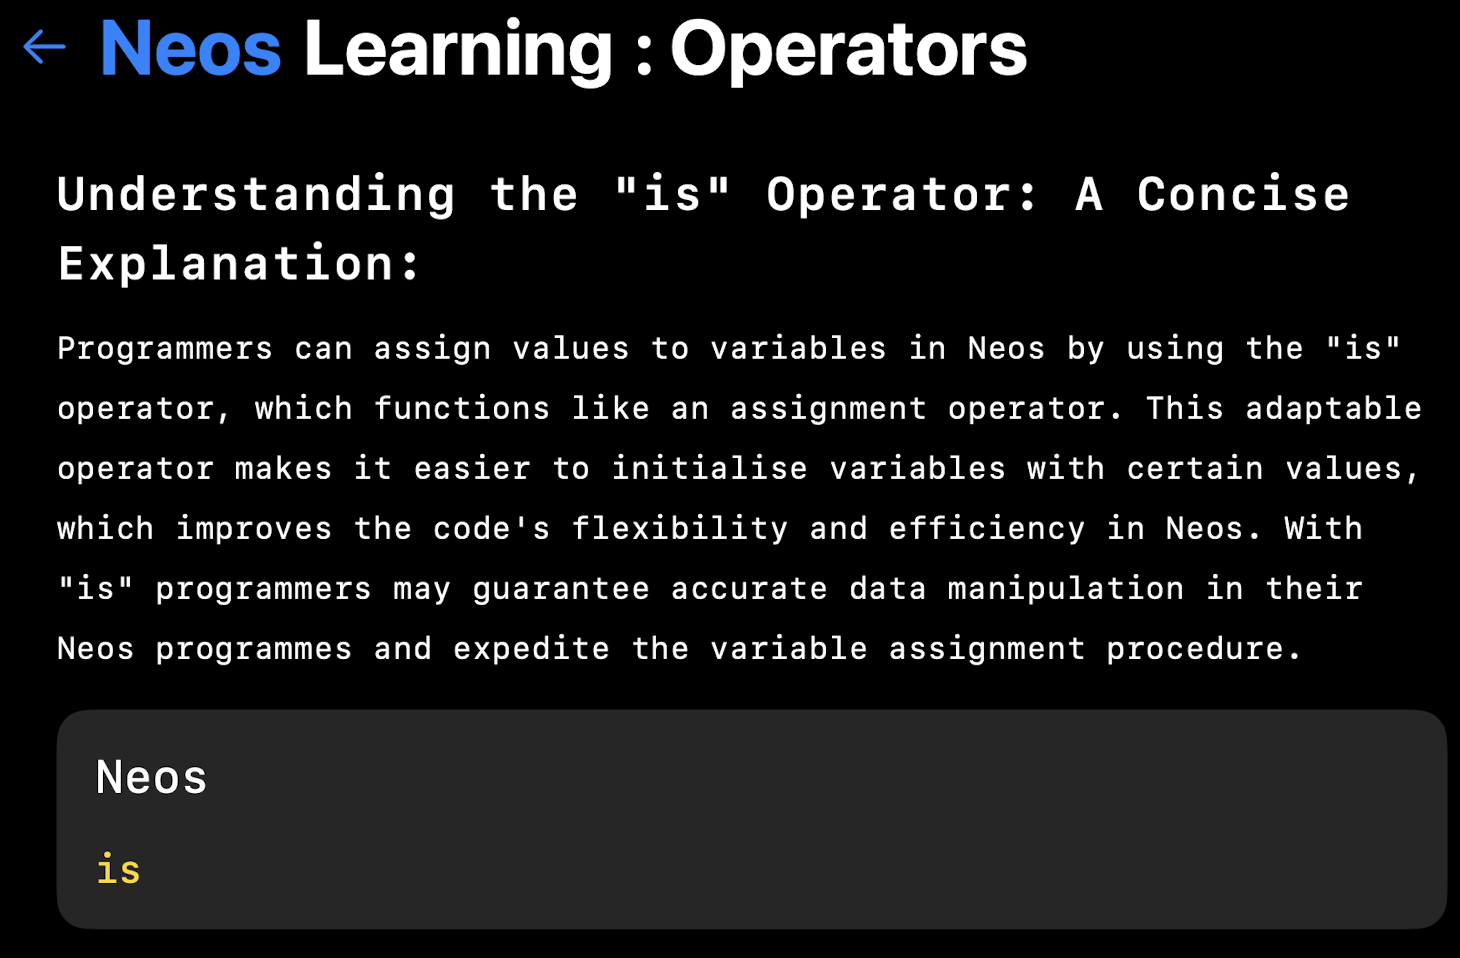 ← Neos Learning : Operators
Understanding the "is" Operator: A Concise
Explanation:
Programmers can assign values to variables in Neos by using the "is"
operator, which functions like an assignment operator. This adaptable
operator makes it easier to initialise variables with certain values,
which improves the code's flexibility and efficiency in Neos. With
"is" programmers may guarantee accurate data manipulation in their
Neos programmes and expedite the variable assignment procedure.
Neos
is